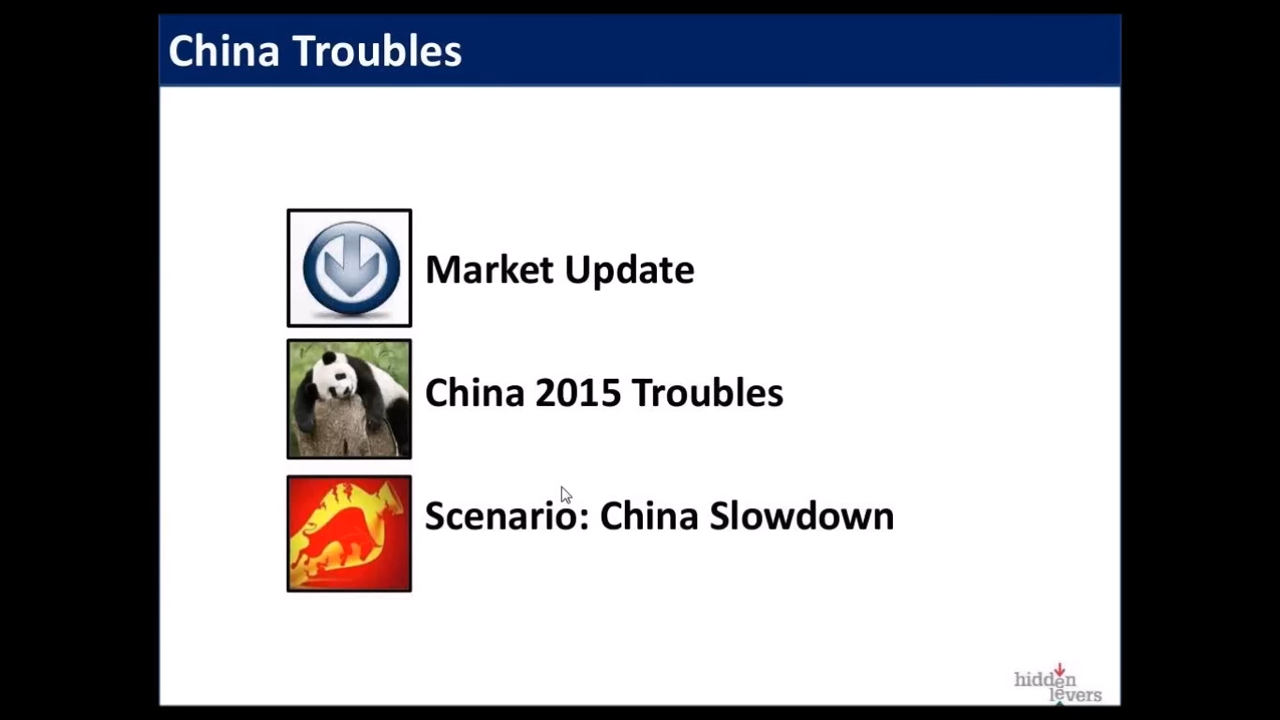 China Troubles
Market Update
China 2015 Troubles
Scenario: China Slowdown
hidden
levers